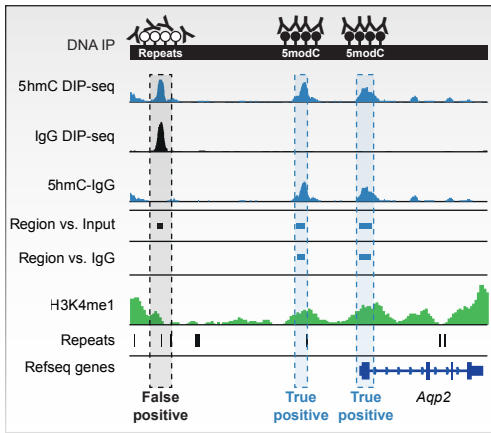 DNA IP
Repeats 5modC 5modC
5hmC DIP-seq
IgG DIP-seq
5hmC-IgG
Region vs. Input
Region vs. IgG
H3K4me1
Repeats
Refseq genes
False positive
True positive
True positive
Aqp2